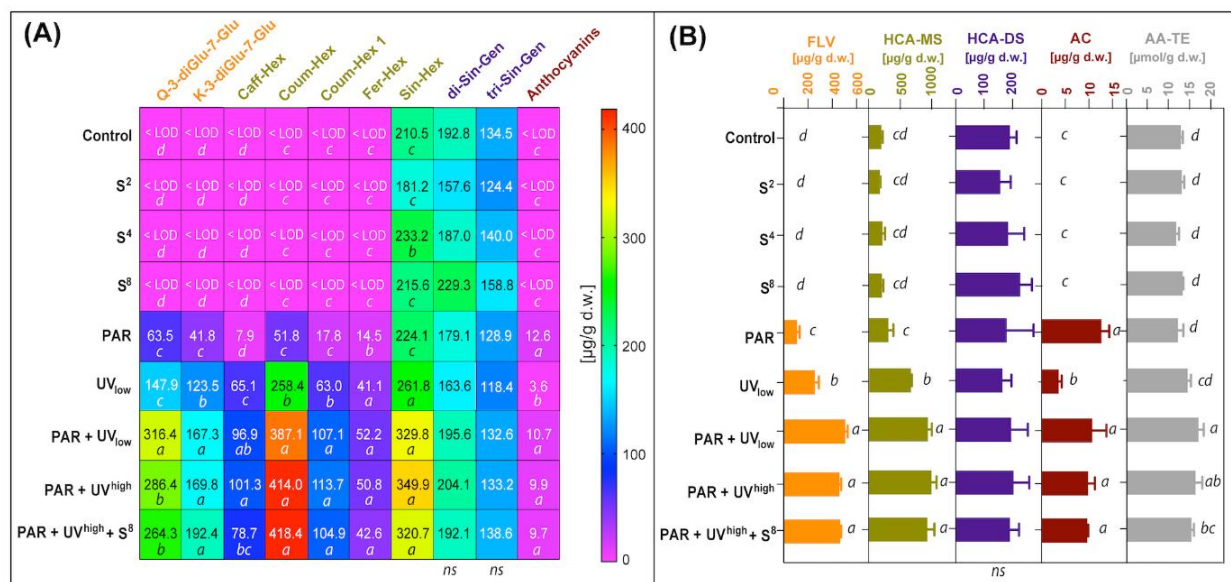 (A)
Q-3-diGlu-7-Glu
K-3-diGlu-7-Glu
Caff-Hex
Coum-Hex
Coum-Hex 1
Fer-Hex
Sin-Hex
di-Sin-Gen
tri-Sin-Gen
Anthocyanins
Control < LOD < LOD < LOD < LOD < LOD < LOD 210.5 192.8 134.5 < LOD
d d d c c c c c
S² < LOD < LOD < LOD < LOD < LOD < LOD 181.2 157.6 124.4 < LOD
d d d c c c c c
S⁴ < LOD < LOD < LOD < LOD < LOD < LOD 233.2 187.0 140.0 < LOD
d d d c c c b c
S⁸ < LOD < LOD < LOD < LOD < LOD < LOD 215.6 229.3 158.8 < LOD
d d d c c c c c
PAR 63.5 41.8 7.9 51.8 17.8 14.5 224.1 179.1 128.9 12.6
c c d c c b c a
UVlow 147.9 123.5 65.1 258.4 63.0 41.1 261.8 163.6 118.4 3.6
c b c b b a a b
PAR + UVlow 316.4 167.3 96.9 387.1 107.1 52.2 329.8 195.6 132.6 10.7
a a ab a a a a a
PAR + UVhigh 286.4 169.8 101.3 414.0 113.7 50.8 349.9 204.1 133.2 9.9
b a a a a a a a
PAR + UVhigh + S⁸ 264.3 192.4 78.7 418.4 104.9 42.6 320.7 192.1 138.6 9.7
b a bc a a a a a
ns ns
400
300
200
100
0
[µg/g d.w.]
(B)
FLV HCA-MS HCA-DS AC AA-TE
[µg/g d.w.] [µg/g d.w.] [µg/g d.w.] [µg/g d.w.] [µmol/g d.w.]
0 200 400 600 0 500 1000 0 100 200 0 5 10 15 0 5 10 15 20
Control d cd c d
S² d cd c d
S⁴ d cd c d
S⁸ d cd c d
PAR c c a d
UVlow b b b cd
PAR + UVlow a a a a
PAR + UVhigh a a a ab
PAR + UVhigh + S⁸ a a a bc
ns